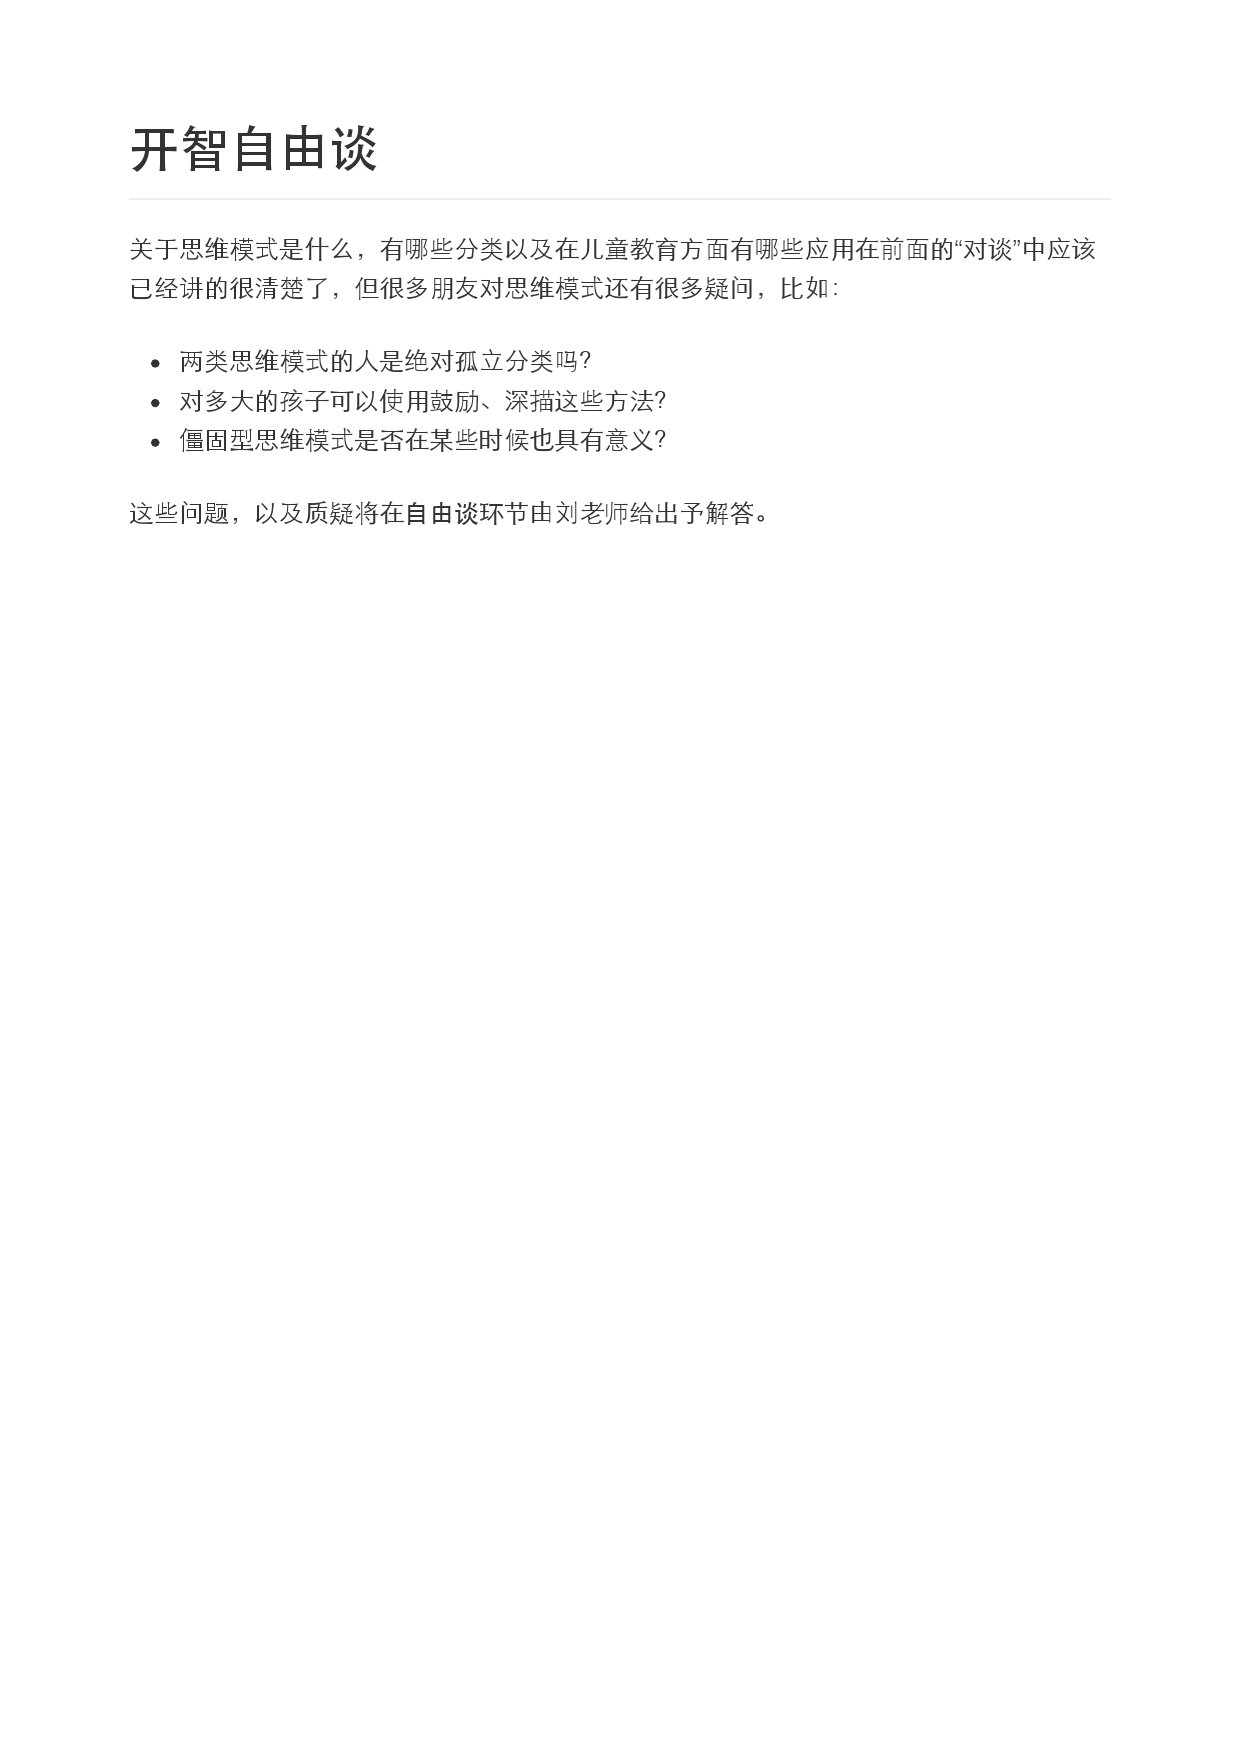 开智自由谈
关于思维模式是什么，有哪些分类以及在儿童教育方面有哪些应用在前面的“对谈”中应该
已经讲的很清楚了，但很多朋友对思维模式还有很多疑问，比如：
• 两类思维模式的人是绝对孤立分类吗？
• 对多大的孩子可以使用鼓励、深描这些方法？
• 僵固型思维模式是否在某些时候也具有意义？
这些问题，以及质疑将在自由谈环节由刘老师给出予解答。